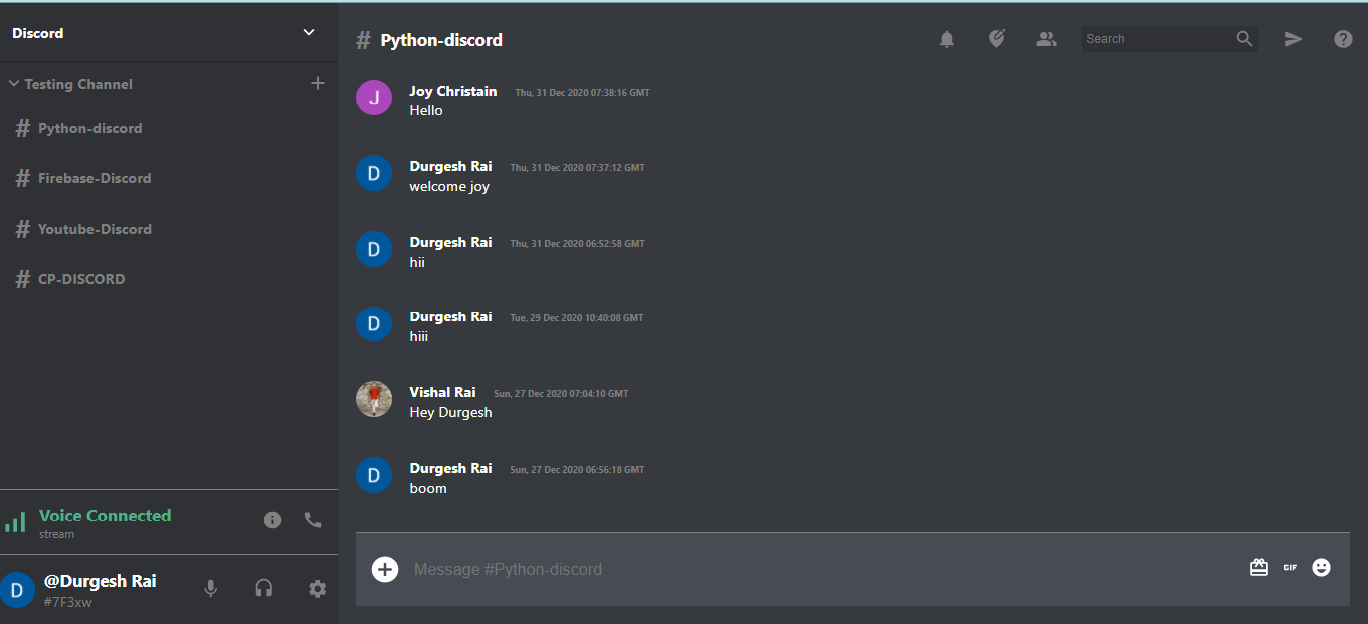 Discord
Testing Channel
# Python-discord
# Firebase-Discord
# Youtube-Discord
# CP-DISCORD
Voice Connected
stream
D
@Durgesh Rai
#7F3xw
# Python-discord
Search
J
Joy Christain Thu, 31 Dec 2020 07:38:16 GMT
Hello
D
Durgesh Rai Thu, 31 Dec 2020 07:37:12 GMT
welcome joy
D
Durgesh Rai Thu, 31 Dec 2020 06:52:58 GMT
hii
D
Durgesh Rai Tue, 29 Dec 2020 10:40:08 GMT
hiii
Vishal Rai Sun, 27 Dec 2020 07:04:10 GMT
Hey Durgesh
D
Durgesh Rai Sun, 27 Dec 2020 06:56:18 GMT
boom
Message #Python-discord
GIF